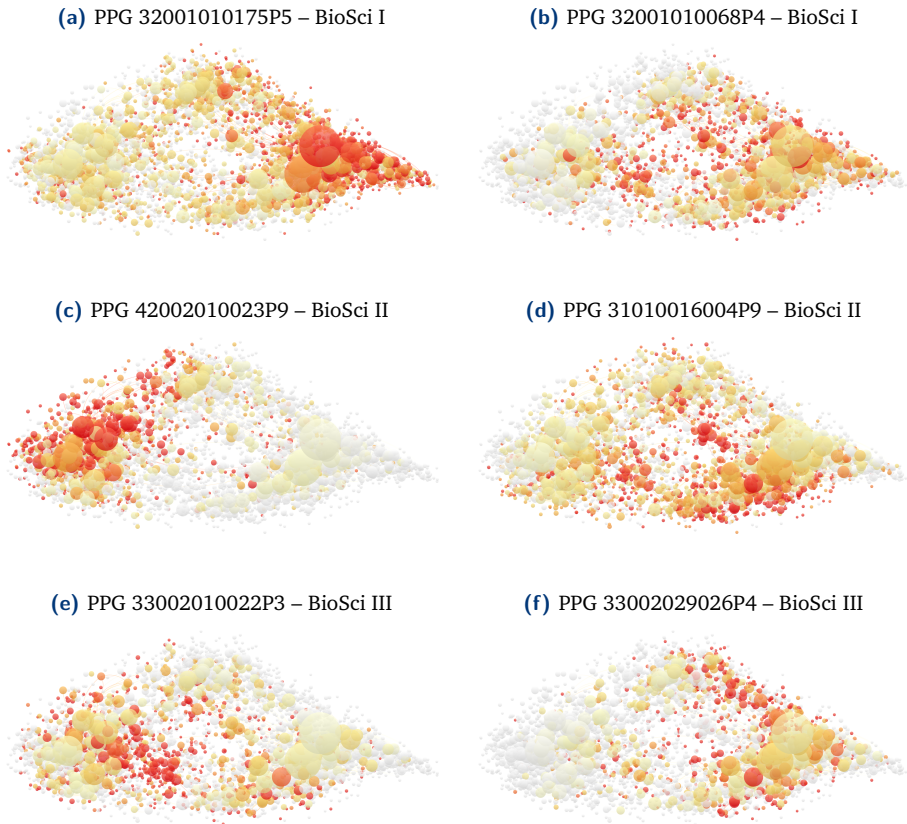 (a) PPG 32001010175P5 – BioSci I
(b) PPG 32001010068P4 – BioSci I
(c) PPG 42002010023P9 – BioSci II
(d) PPG 31010016004P9 – BioSci II
(e) PPG 33002010022P3 – BioSci III
(f) PPG 33002029026P4 – BioSci III